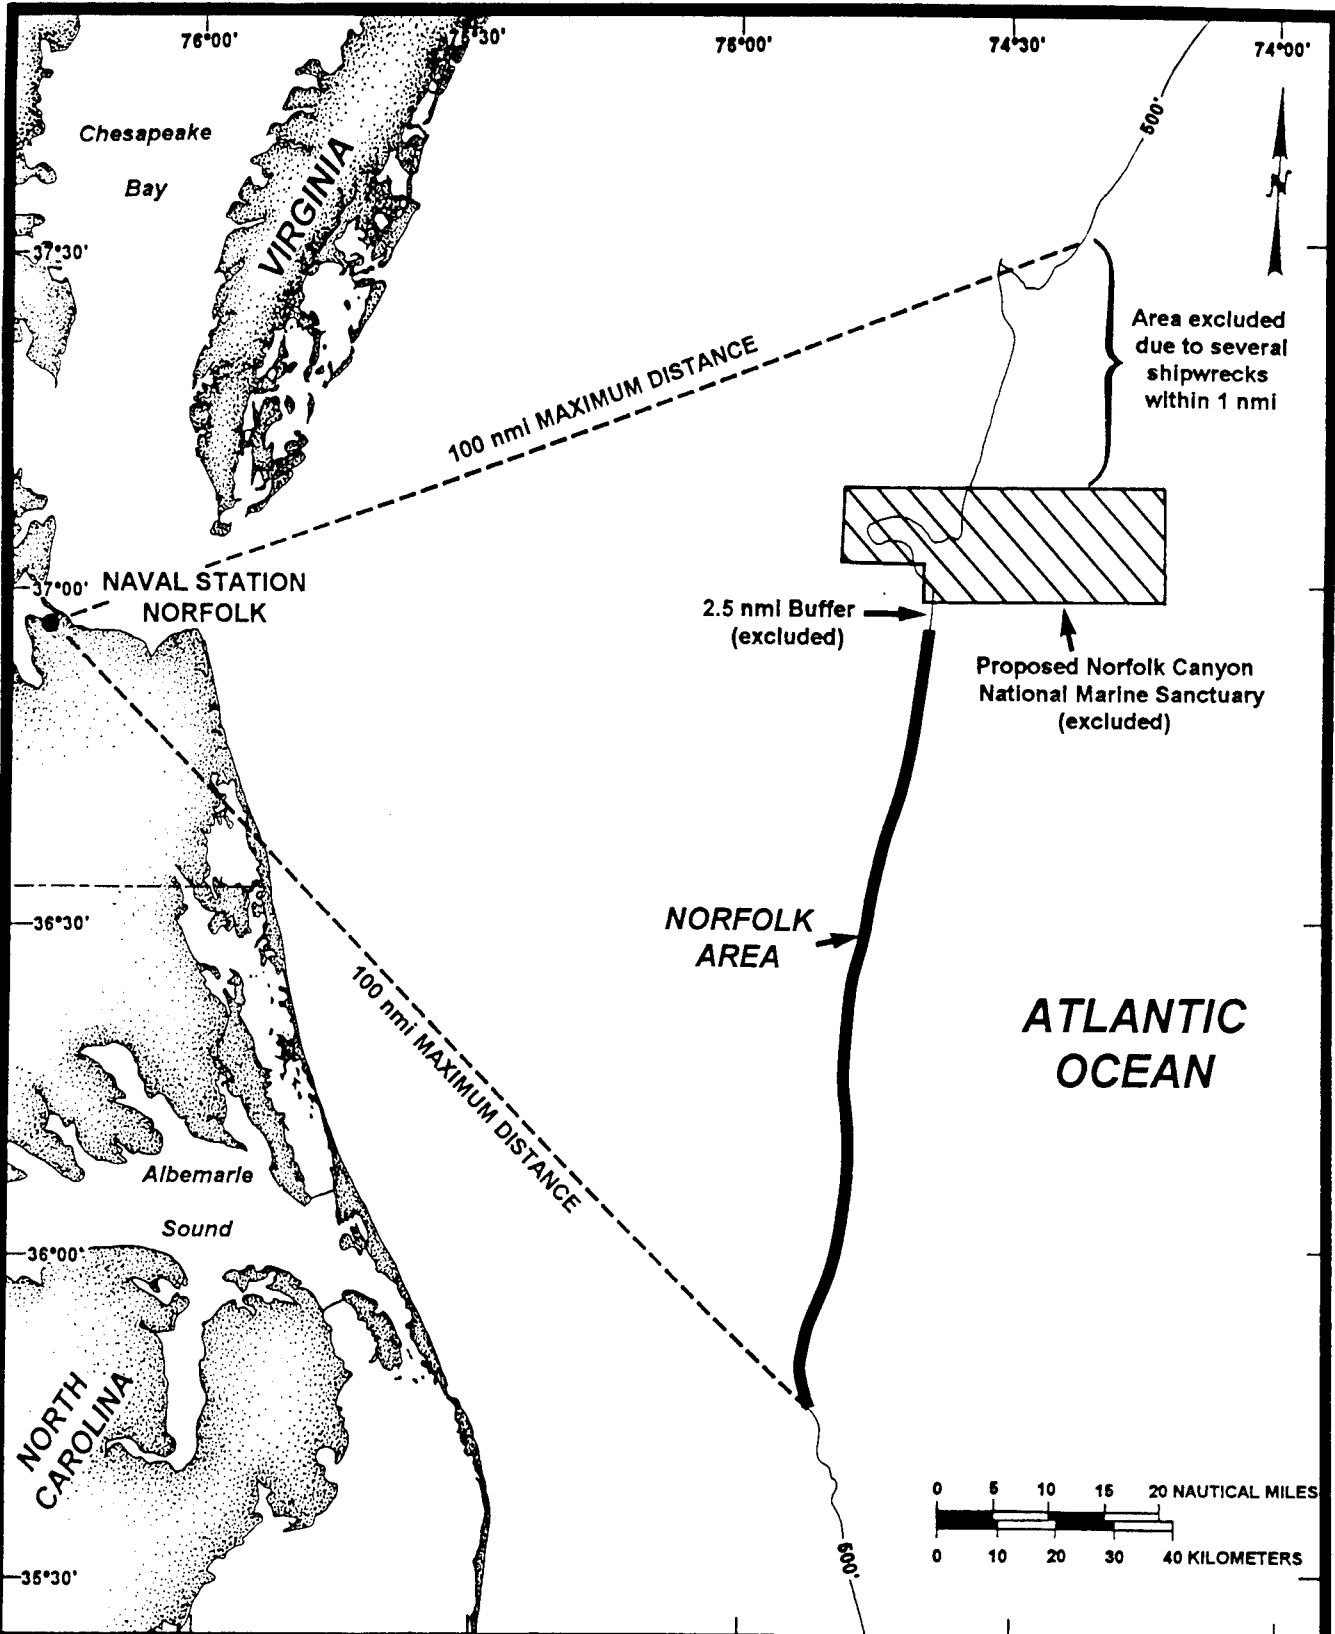 76°00'
75°30'
75°00'
74°30'
74°00'
500'
N
Chesapeake
Bay
VIRGINIA
37°30'
Area excluded
due to several
shipwrecks
within 1 nmi
100 nmi MAXIMUM DISTANCE
37°00'
NAVAL STATION
NORFOLK
2.5 nmi Buffer
(excluded)
Proposed Norfolk Canyon
National Marine Sanctuary
(excluded)
36°30'
NORFOLK
AREA
100 nmi MAXIMUM DISTANCE
ATLANTIC
OCEAN
Albemarle
Sound
36°00'
NORTH
CAROLINA
0 5 10 15 20 NAUTICAL MILES
0 10 20 30 40 KILOMETERS
500'
35°30'